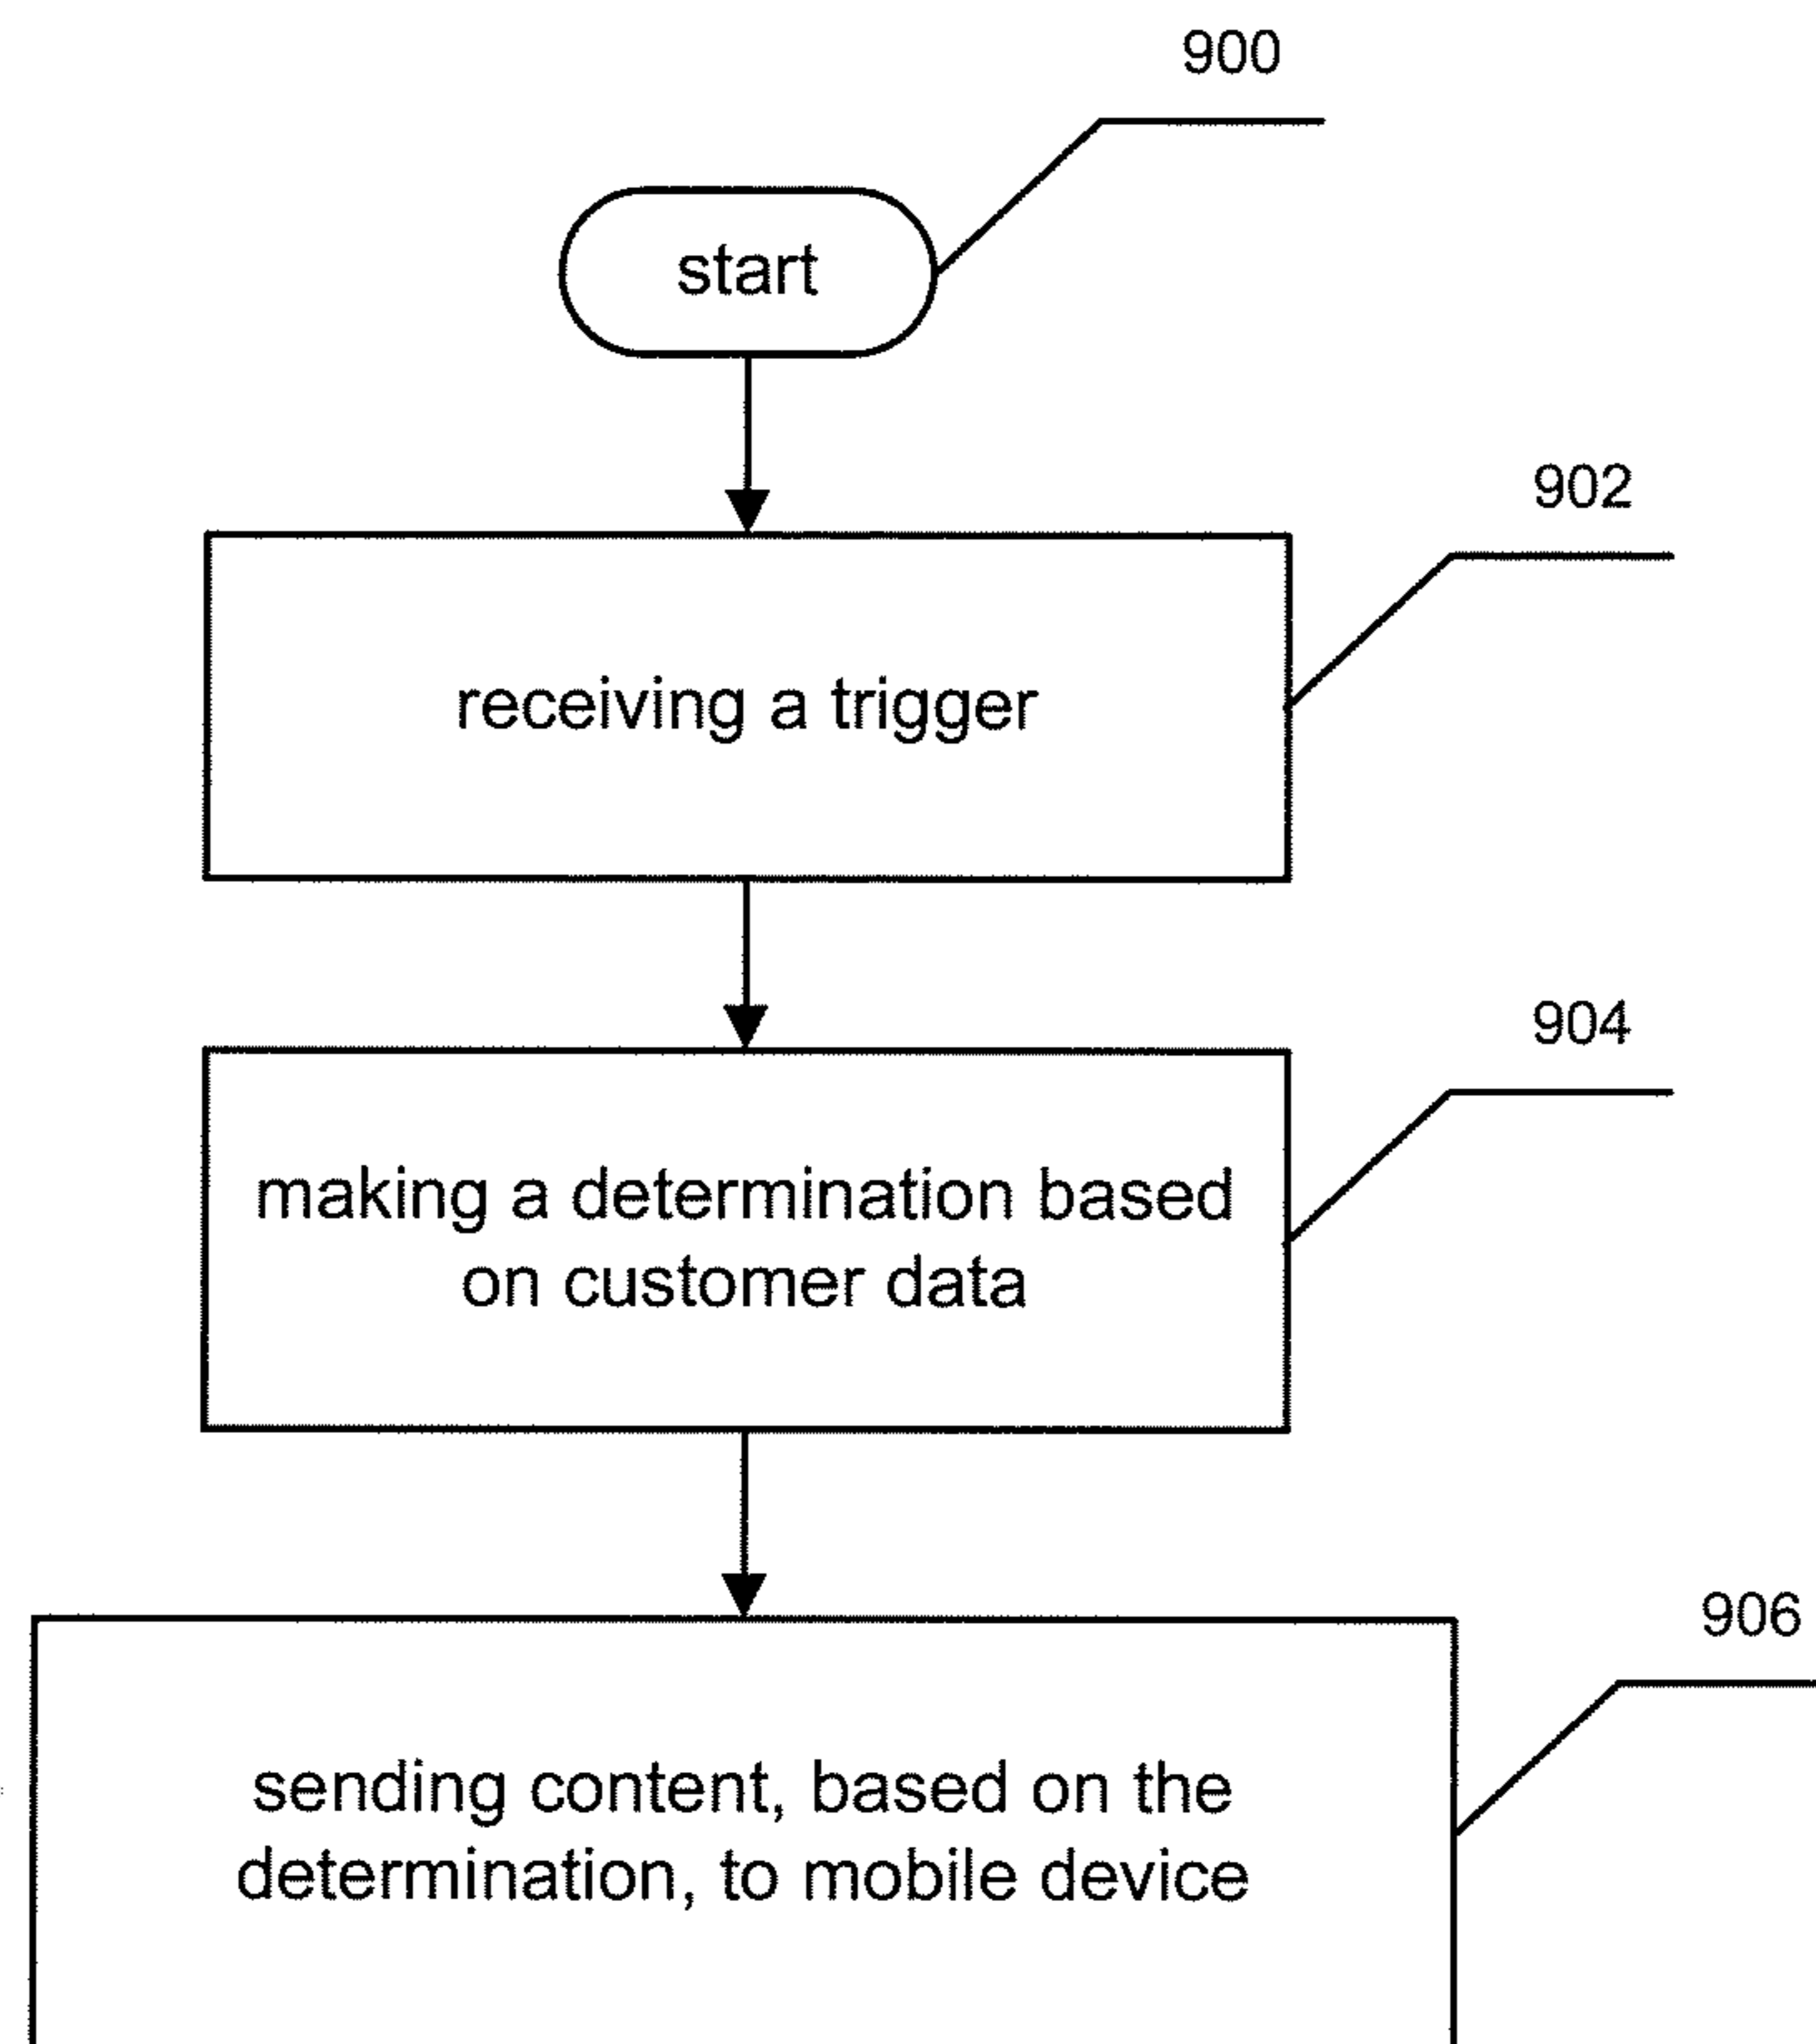 900
start
902
receiving a trigger
904
making a determination based
on customer data
906
sending content, based on the
determination, to mobile device